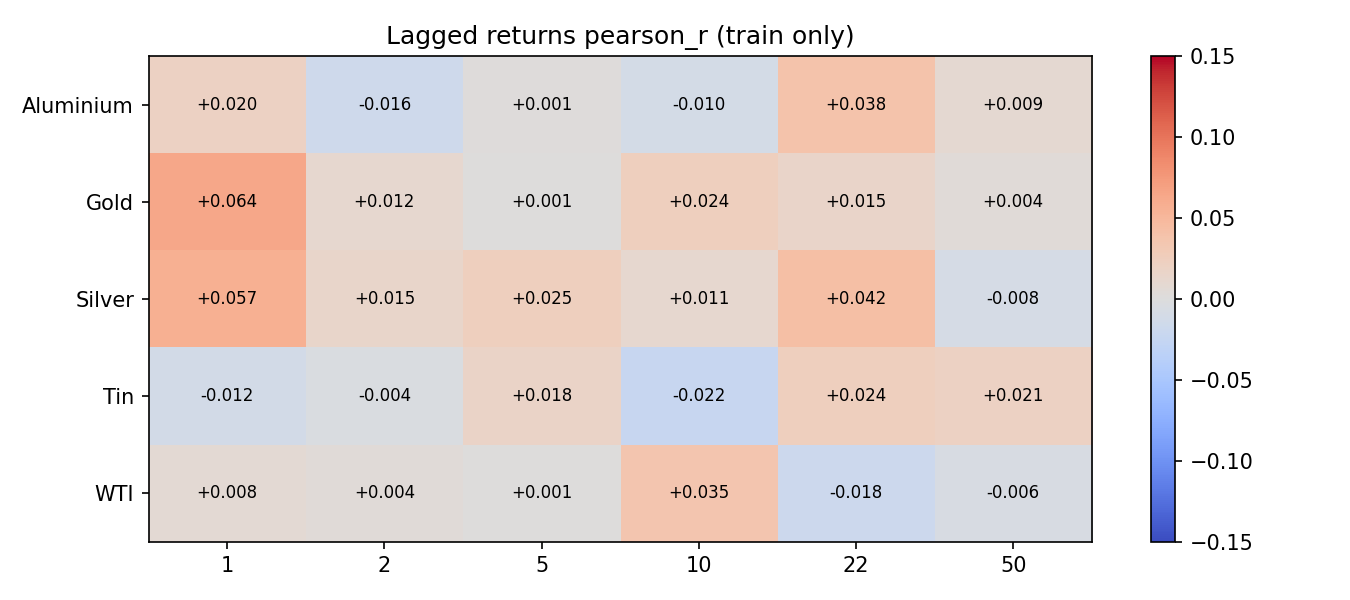 Lagged returns pearson_r (train only)
Aluminium +0.020 -0.016 +0.001 -0.010 +0.038 +0.009
Gold +0.064 +0.012 +0.001 +0.024 +0.015 +0.004
Silver +0.057 +0.015 +0.025 +0.011 +0.042 -0.008
Tin -0.012 -0.004 +0.018 -0.022 +0.024 +0.021
WTI +0.008 +0.004 +0.001 +0.035 -0.018 -0.006
1 2 5 10 22 50
0.15
0.10
0.05
0.00
−0.05
−0.10
−0.15